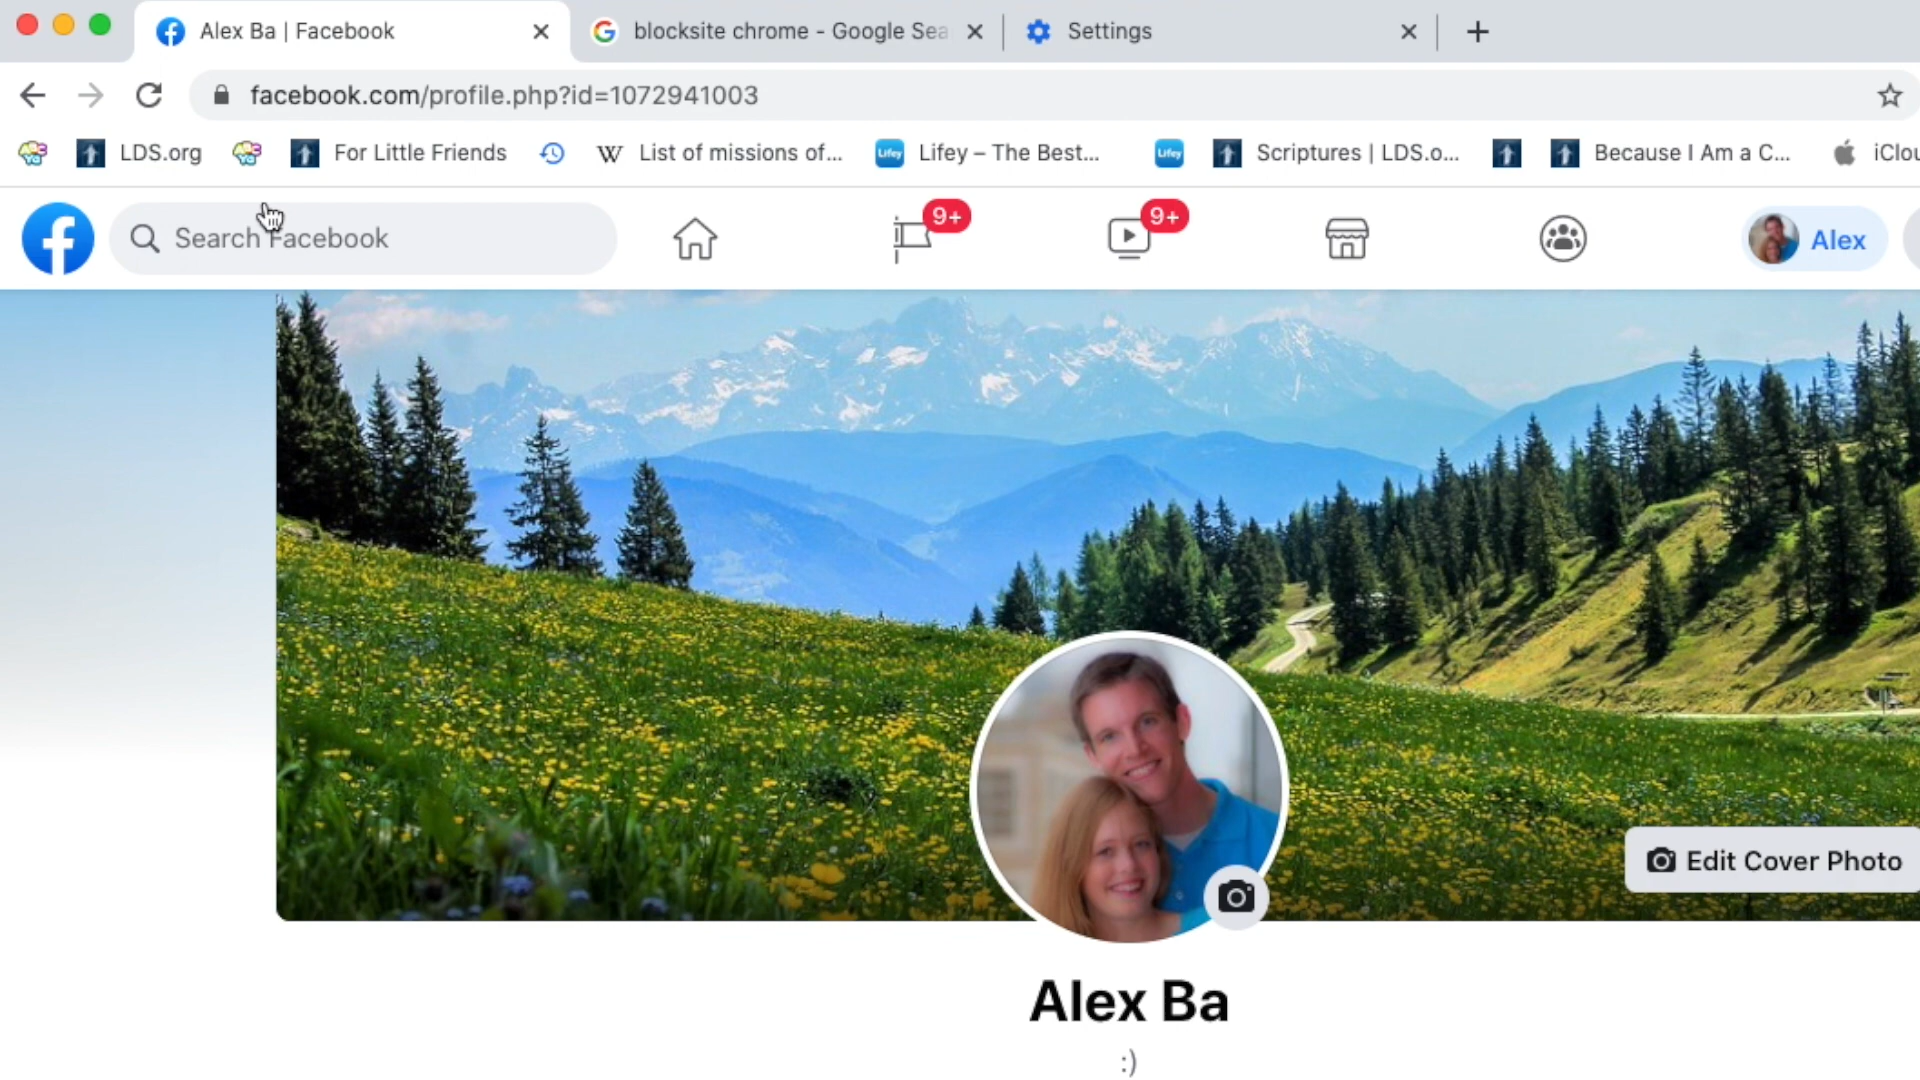 Alex Ba | Facebook
blocksite chrome - Google Sea
Settings
facebook.com/profile.php?id=1072941003
LDS.org
For Little Friends
W List of missions of...
Lifey Lifey – The Best...
Lifey
Scriptures | LDS.o...
Because I Am a C...
iClou
Search Facebook
9+
9+
Alex
Edit Cover Photo
Alex Ba
:)